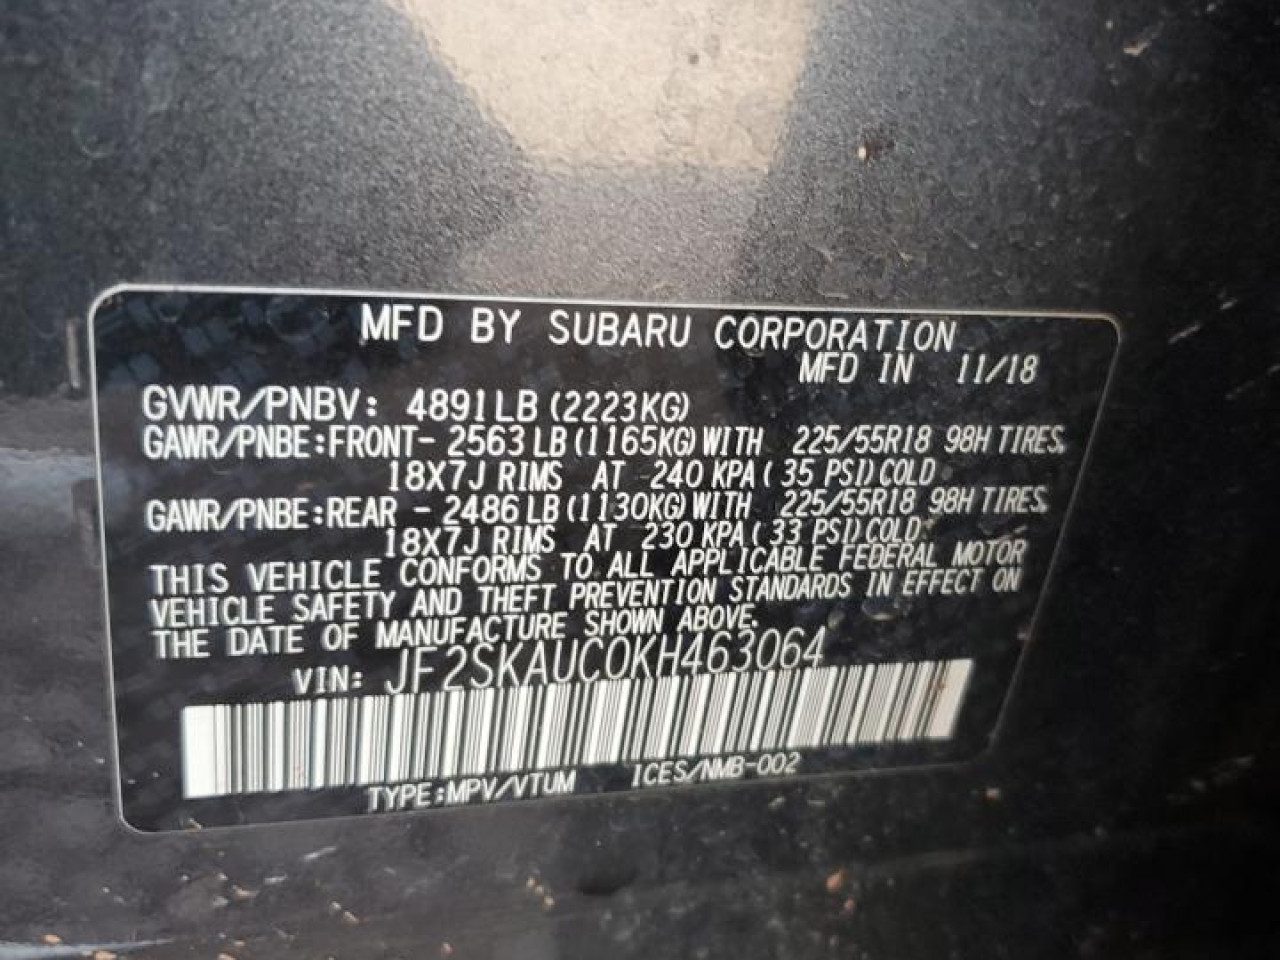 MFD BY SUBARU CORPORATION
MFD IN 11/18
GVWR/PNBV: 4891LB (2223KG)
GAWR/PNBE:FRONT- 2563 LB (1165KG) WITH 225/55R18 98H TIRES,
18X7J RIMS AT 240 KPA ( 35 PSI) COLD
GAWR/PNBE:REAR - 2486 LB (1130KG) WITH 225/55R18 98H TIRES,
18X7J RIMS AT 230 KPA ( 33 PSI) COLD.
THIS VEHICLE CONFORMS TO ALL APPLICABLE FEDERAL MOTOR
VEHICLE SAFETY AND THEFT PREVENTION STANDARDS IN EFFECT ON
THE DATE OF MANUFACTURE SHOWN ABOVE.
VIN: JF2SKAUC0KH463064
TYPE:MPV/VTUM ICES/NMB-002